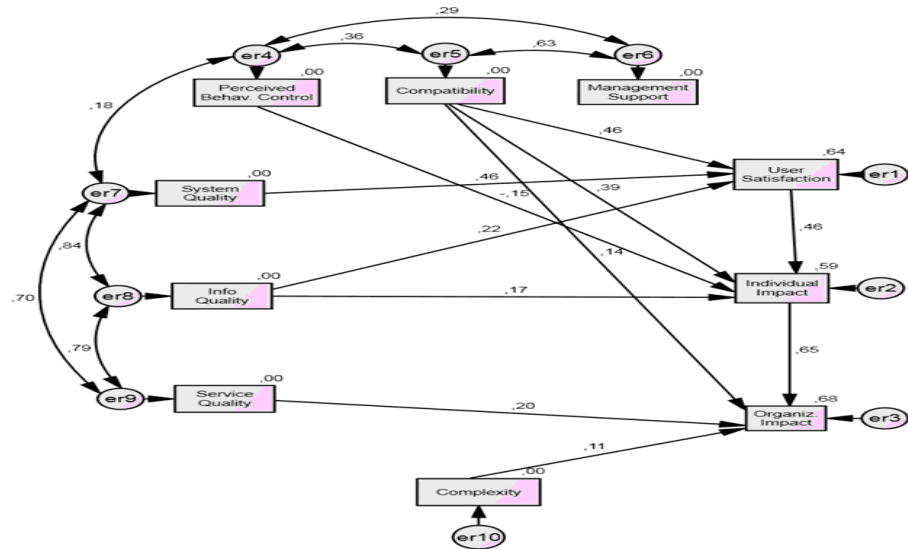 ,29
,36
,63
er4
er5
er6
,00
,00
,00
Perceived
Behav. Control
Compatibility
Management
Support
,18
,46
,64
,00
User
Satisfaction
er1
er7
System
Quality
,46
-,15
,39
,84
,22
,46
,14
,00
,59
,70
er8
Info
Quality
,17
Individual
Impact
er2
,79
,65
,00
er9
Service
Quality
,20
,68
Organiz.
Impact
er3
,11
,00
Complexity
er10